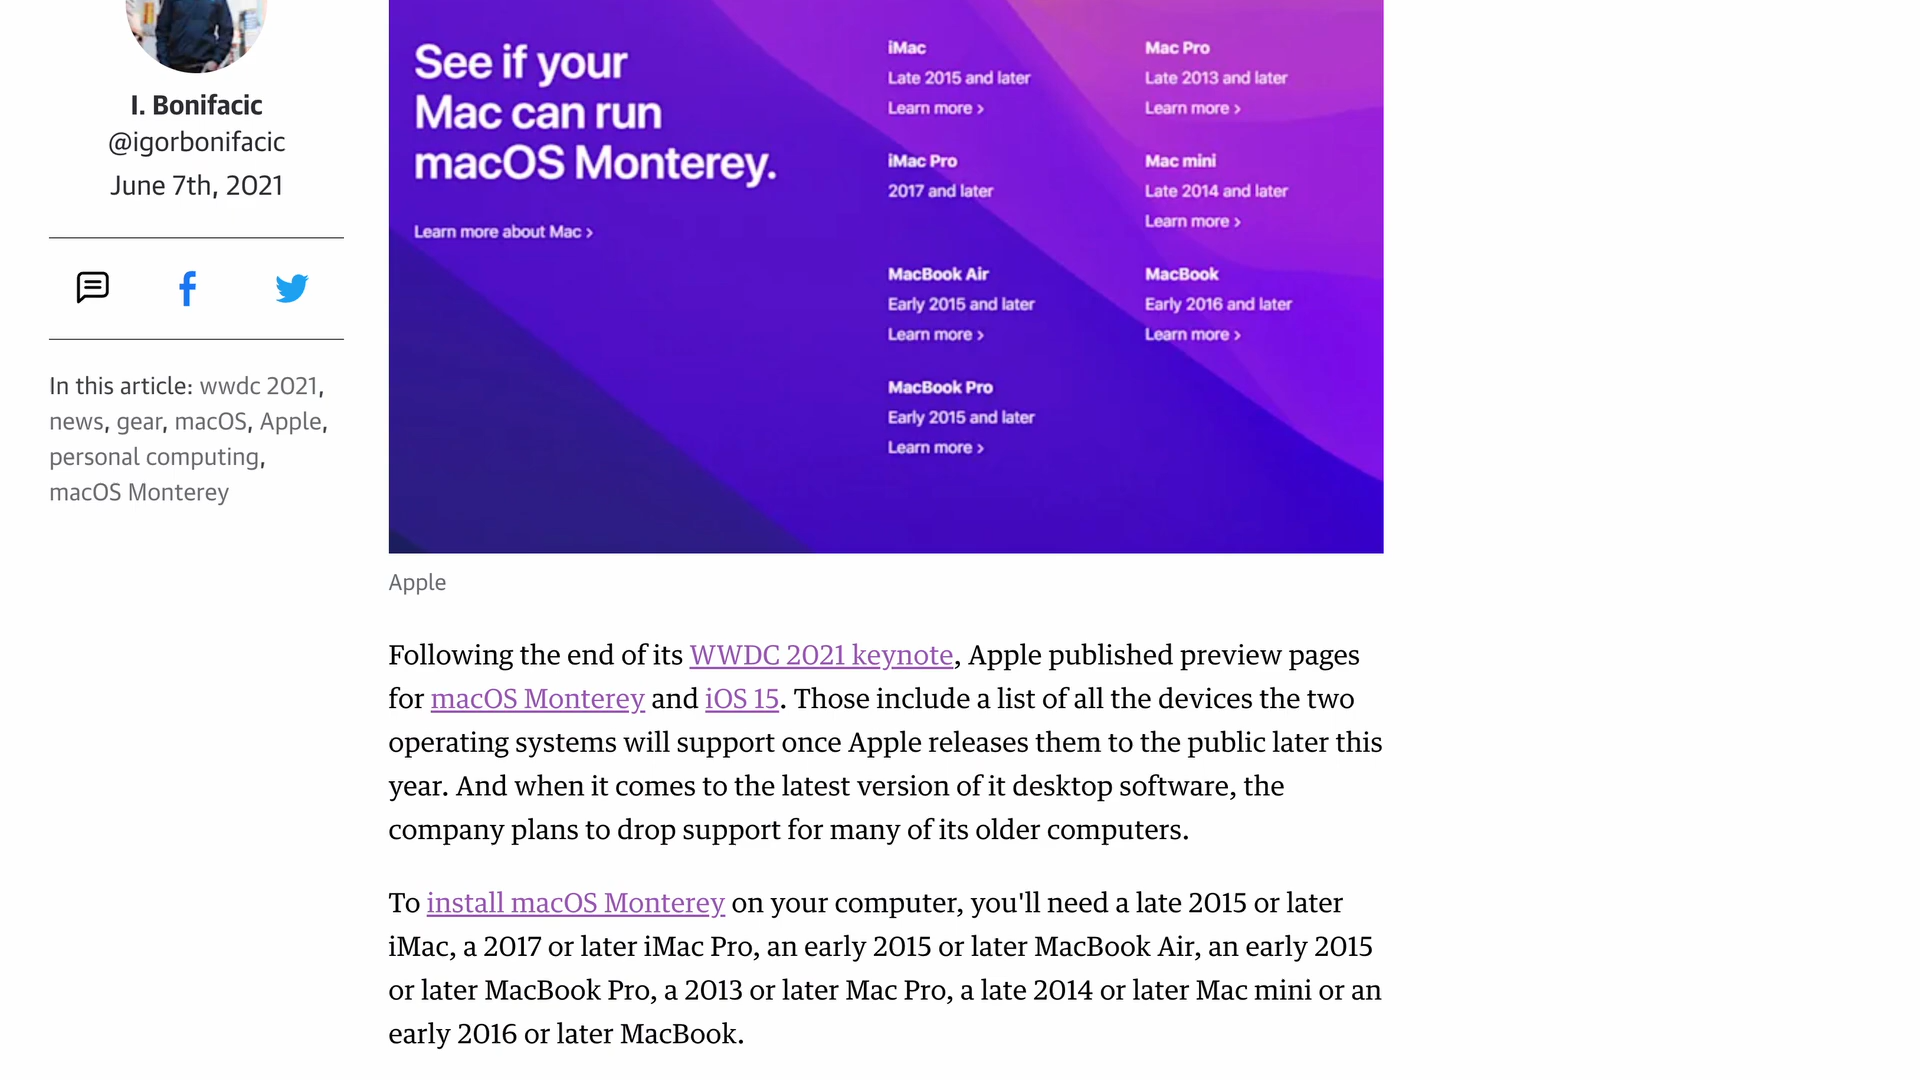 I. Bonifacic
@igorbonifacic
June 7th, 2021
In this article: wwdc 2021,
news, gear, macOS, Apple,
personal computing,
macOS Monterey
See if your
Mac can run
macOS Monterey.
Learn more about Mac >
iMac
Late 2015 and later
Learn more >
Mac Pro
Late 2013 and later
Learn more >
iMac Pro
2017 and later
Mac mini
Late 2014 and later
Learn more >
MacBook Air
Early 2015 and later
Learn more >
MacBook
Early 2016 and later
Learn more >
MacBook Pro
Early 2015 and later
Learn more >
Apple
Following the end of its WWDC 2021 keynote, Apple published preview pages
for macOS Monterey and iOS 15. Those include a list of all the devices the two
operating systems will support once Apple releases them to the public later this
year. And when it comes to the latest version of it desktop software, the
company plans to drop support for many of its older computers.
To install macOS Monterey on your computer, you'll need a late 2015 or later
iMac, a 2017 or later iMac Pro, an early 2015 or later MacBook Air, an early 2015
or later MacBook Pro, a 2013 or later Mac Pro, a late 2014 or later Mac mini or an
early 2016 or later MacBook.